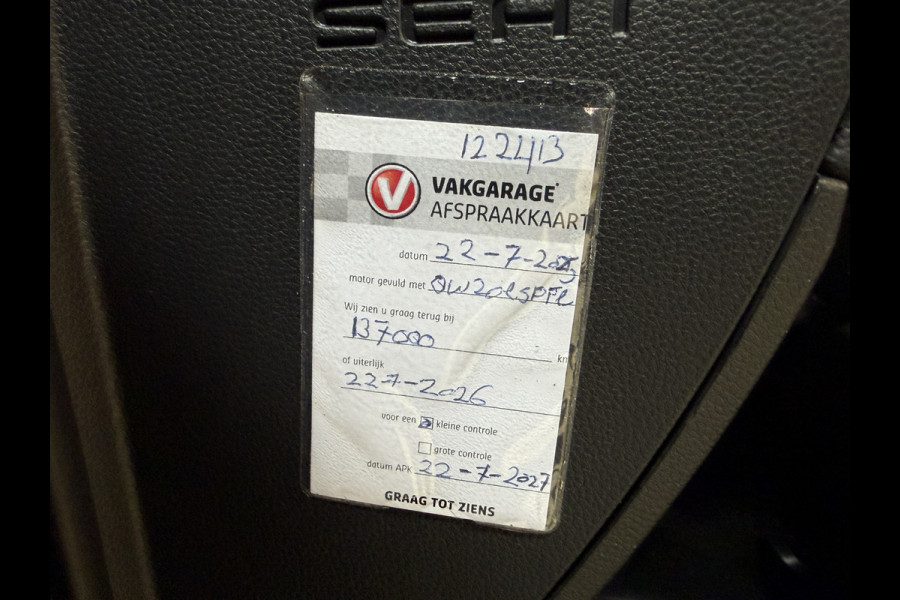 SEAT
122413
V VAKGARAGE
AFSPRAAKKAART
datum 22-7-2025
motor gevuld met 0W20LSPFE
Wij zien u graag terug bij
137000 km
of uiterlijk
22-7-2026
voor een kleine controle
grote controle
datum APK 22-7-2027
GRAAG TOT ZIENS